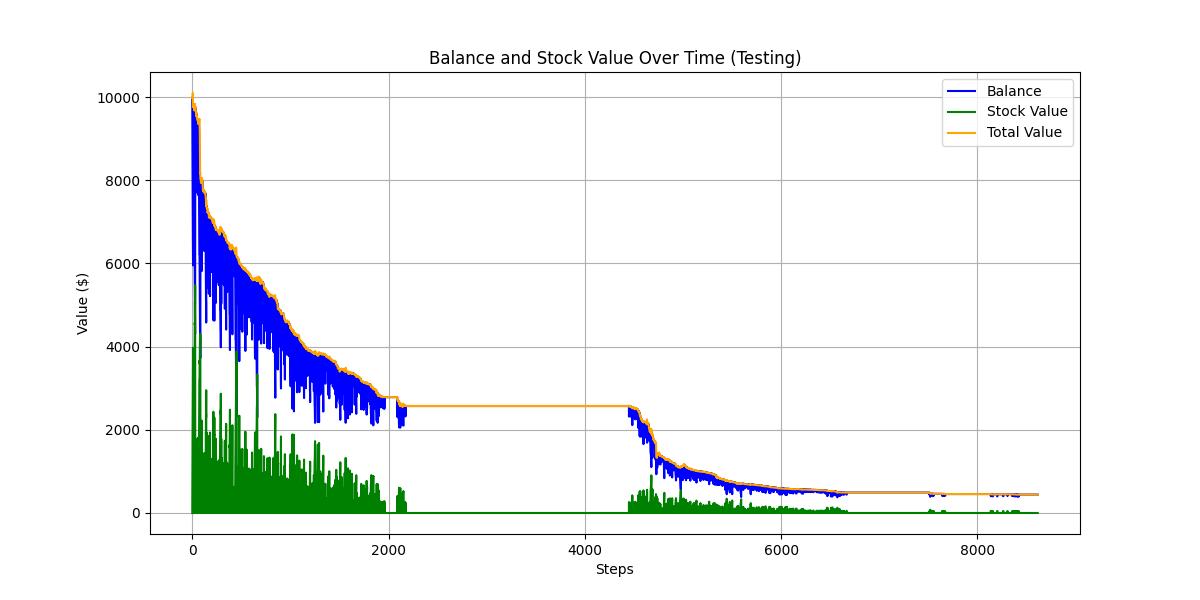 Balance and Stock Value Over Time (Testing)
Balance
Stock Value
Total Value
10000
8000
6000
4000
2000
0
Value ($)
0 2000 4000 6000 8000
Steps